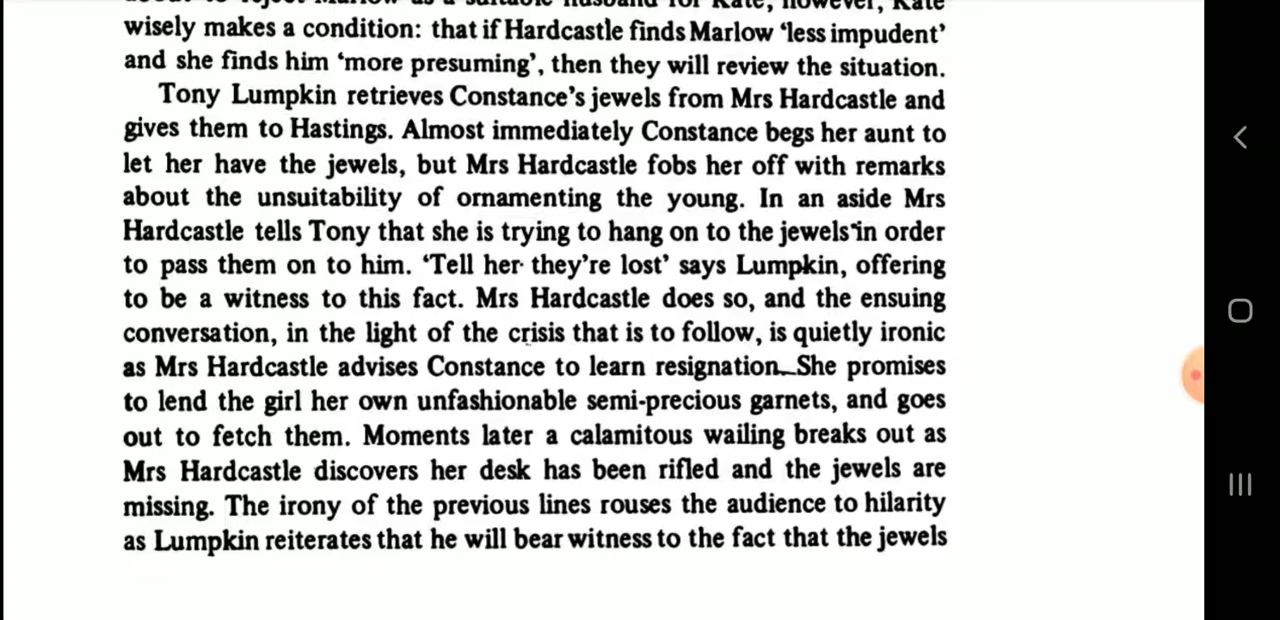 wisely makes a condition: that if Hardcastle finds Marlow ‘less impudent’
and she finds him ‘more presuming’, then they will review the situation.
Tony Lumpkin retrieves Constance’s jewels from Mrs Hardcastle and
gives them to Hastings. Almost immediately Constance begs her aunt to
let her have the jewels, but Mrs Hardcastle fobs her off with remarks
about the unsuitability of ornamenting the young. In an aside Mrs
Hardcastle tells Tony that she is trying to hang on to the jewels in order
to pass them on to him. ‘Tell her they’re lost’ says Lumpkin, offering
to be a witness to this fact. Mrs Hardcastle does so, and the ensuing
conversation, in the light of the crisis that is to follow, is quietly ironic
as Mrs Hardcastle advises Constance to learn resignation. She promises
to lend the girl her own unfashionable semi-precious garnets, and goes
out to fetch them. Moments later a calamitous wailing breaks out as
Mrs Hardcastle discovers her desk has been rifled and the jewels are
missing. The irony of the previous lines rouses the audience to hilarity
as Lumpkin reiterates that he will bear witness to the fact that the jewels